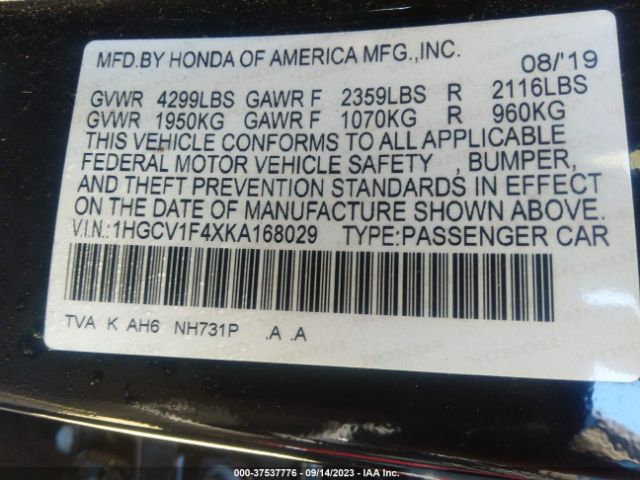 MFD.BY HONDA OF AMERICA MFG.,INC. 08/'19
GVWR 4299LBS GAWR F 2359LBS R 2116LBS
GVWR 1950KG GAWR F 1070KG R 960KG
THIS VEHICLE CONFORMS TO ALL APPLICABLE
FEDERAL MOTOR VEHICLE SAFETY , BUMPER,
AND THEFT PREVENTION STANDARDS IN EFFECT
ON THE DATE OF MANUFACTURE SHOWN ABOVE.
V.I.N.:1HGCV1F4XKA168029 TYPE:PASSENGER CAR
TVA K AH6 NH731P .A .A
000-37537776 - 09/14/2023 - IAA Inc.